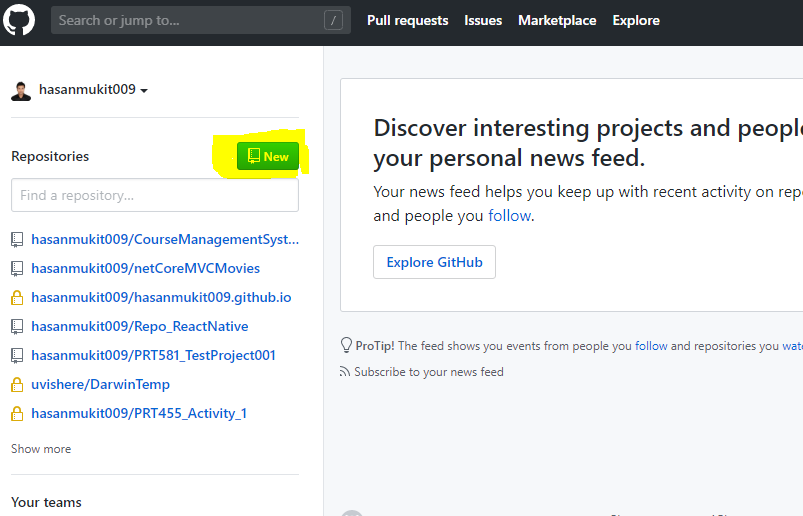 Search or jump to...
/
Pull requests
Issues
Marketplace
Explore
hasanmukit009
Repositories
New
Find a repository...
hasanmukit009/CourseManagementSyst...
hasanmukit009/netCoreMVCMovies
hasanmukit009/hasanmukit009.github.io
hasanmukit009/Repo_ReactNative
hasanmukit009/PRT581_TestProject001
uvishere/DarwinTemp
hasanmukit009/PRT455_Activity_1
Show more
Your teams
Discover interesting projects and people
your personal news feed.
Your news feed helps you keep up with recent activity on rep
and people you follow.
Explore GitHub
ProTip! The feed shows you events from people you follow and repositories you wat
Subscribe to your news feed